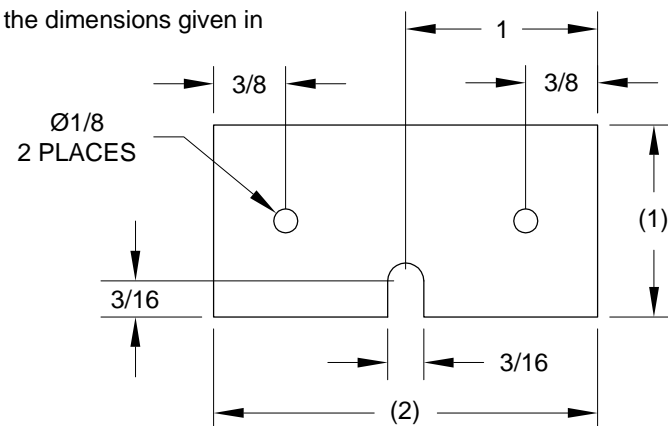 the dimensions given in
1
3/8
3/8
Ø1/8
2 PLACES
(1)
3/16
3/16
(2)